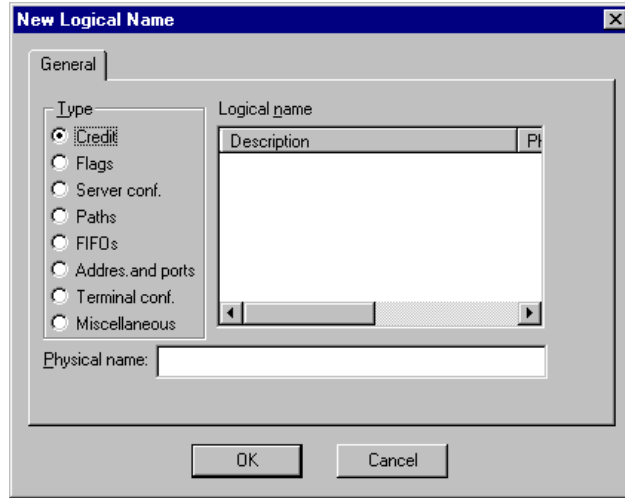 New Logical Name
General
Type
Credit
Flags
Server conf.
Paths
FIFOs
Addres.and ports
Terminal conf.
Miscellaneous
Logical name
Description
Physical name:
OK
Cancel